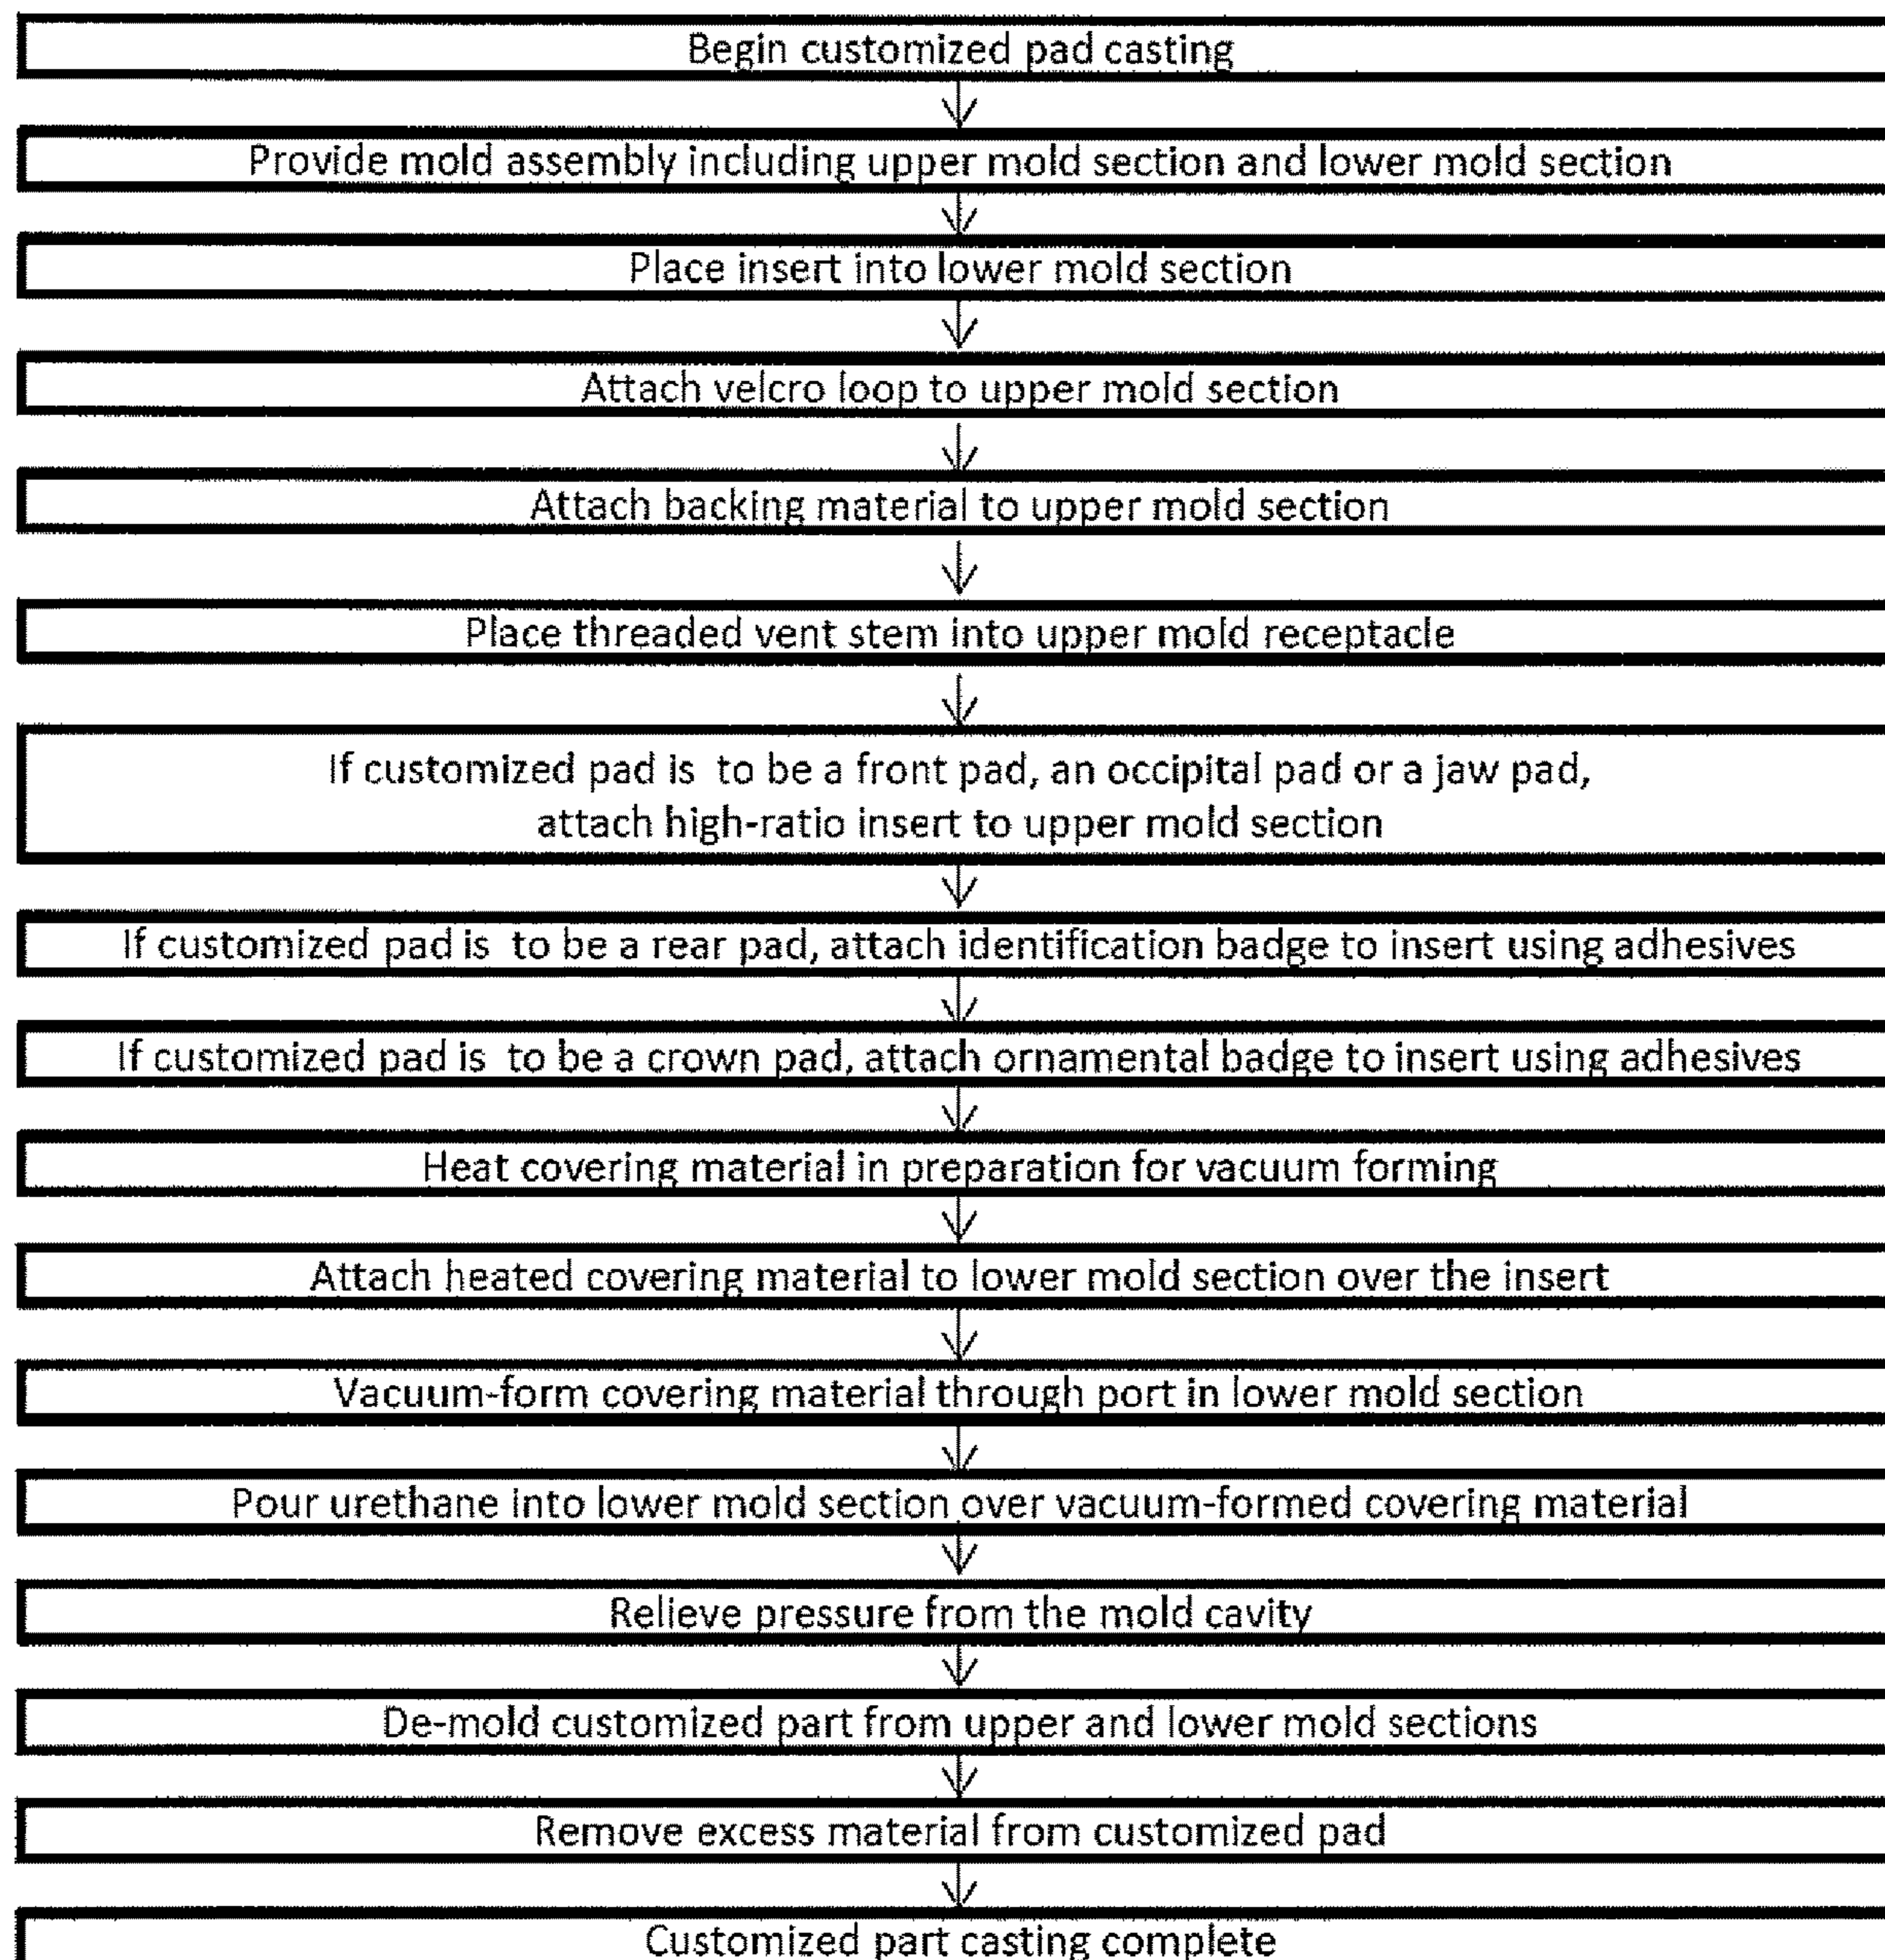 Begin customized pad casting
Provide mold assembly including upper mold section and lower mold section
Place insert into lower mold section
Attach velcro loop to upper mold section
Attach backing material to upper mold section
Place threaded vent stem into upper mold receptacle
If customized pad is to be a front pad, an occipital pad or a jaw pad,
attach high-ratio insert to upper mold section
If customized pad is to be a rear pad, attach identification badge to insert using adhesives
If customized pad is to be a crown pad, attach ornamental badge to insert using adhesives
Heat covering material in preparation for vacuum forming
Attach heated covering material to lower mold section over the insert
Vacuum-form covering material through port in lower mold section
Pour urethane into lower mold section over vacuum-formed covering material
Relieve pressure from the mold cavity
De-mold customized part from upper and lower mold sections
Remove excess material from customized pad
Customized part casting complete